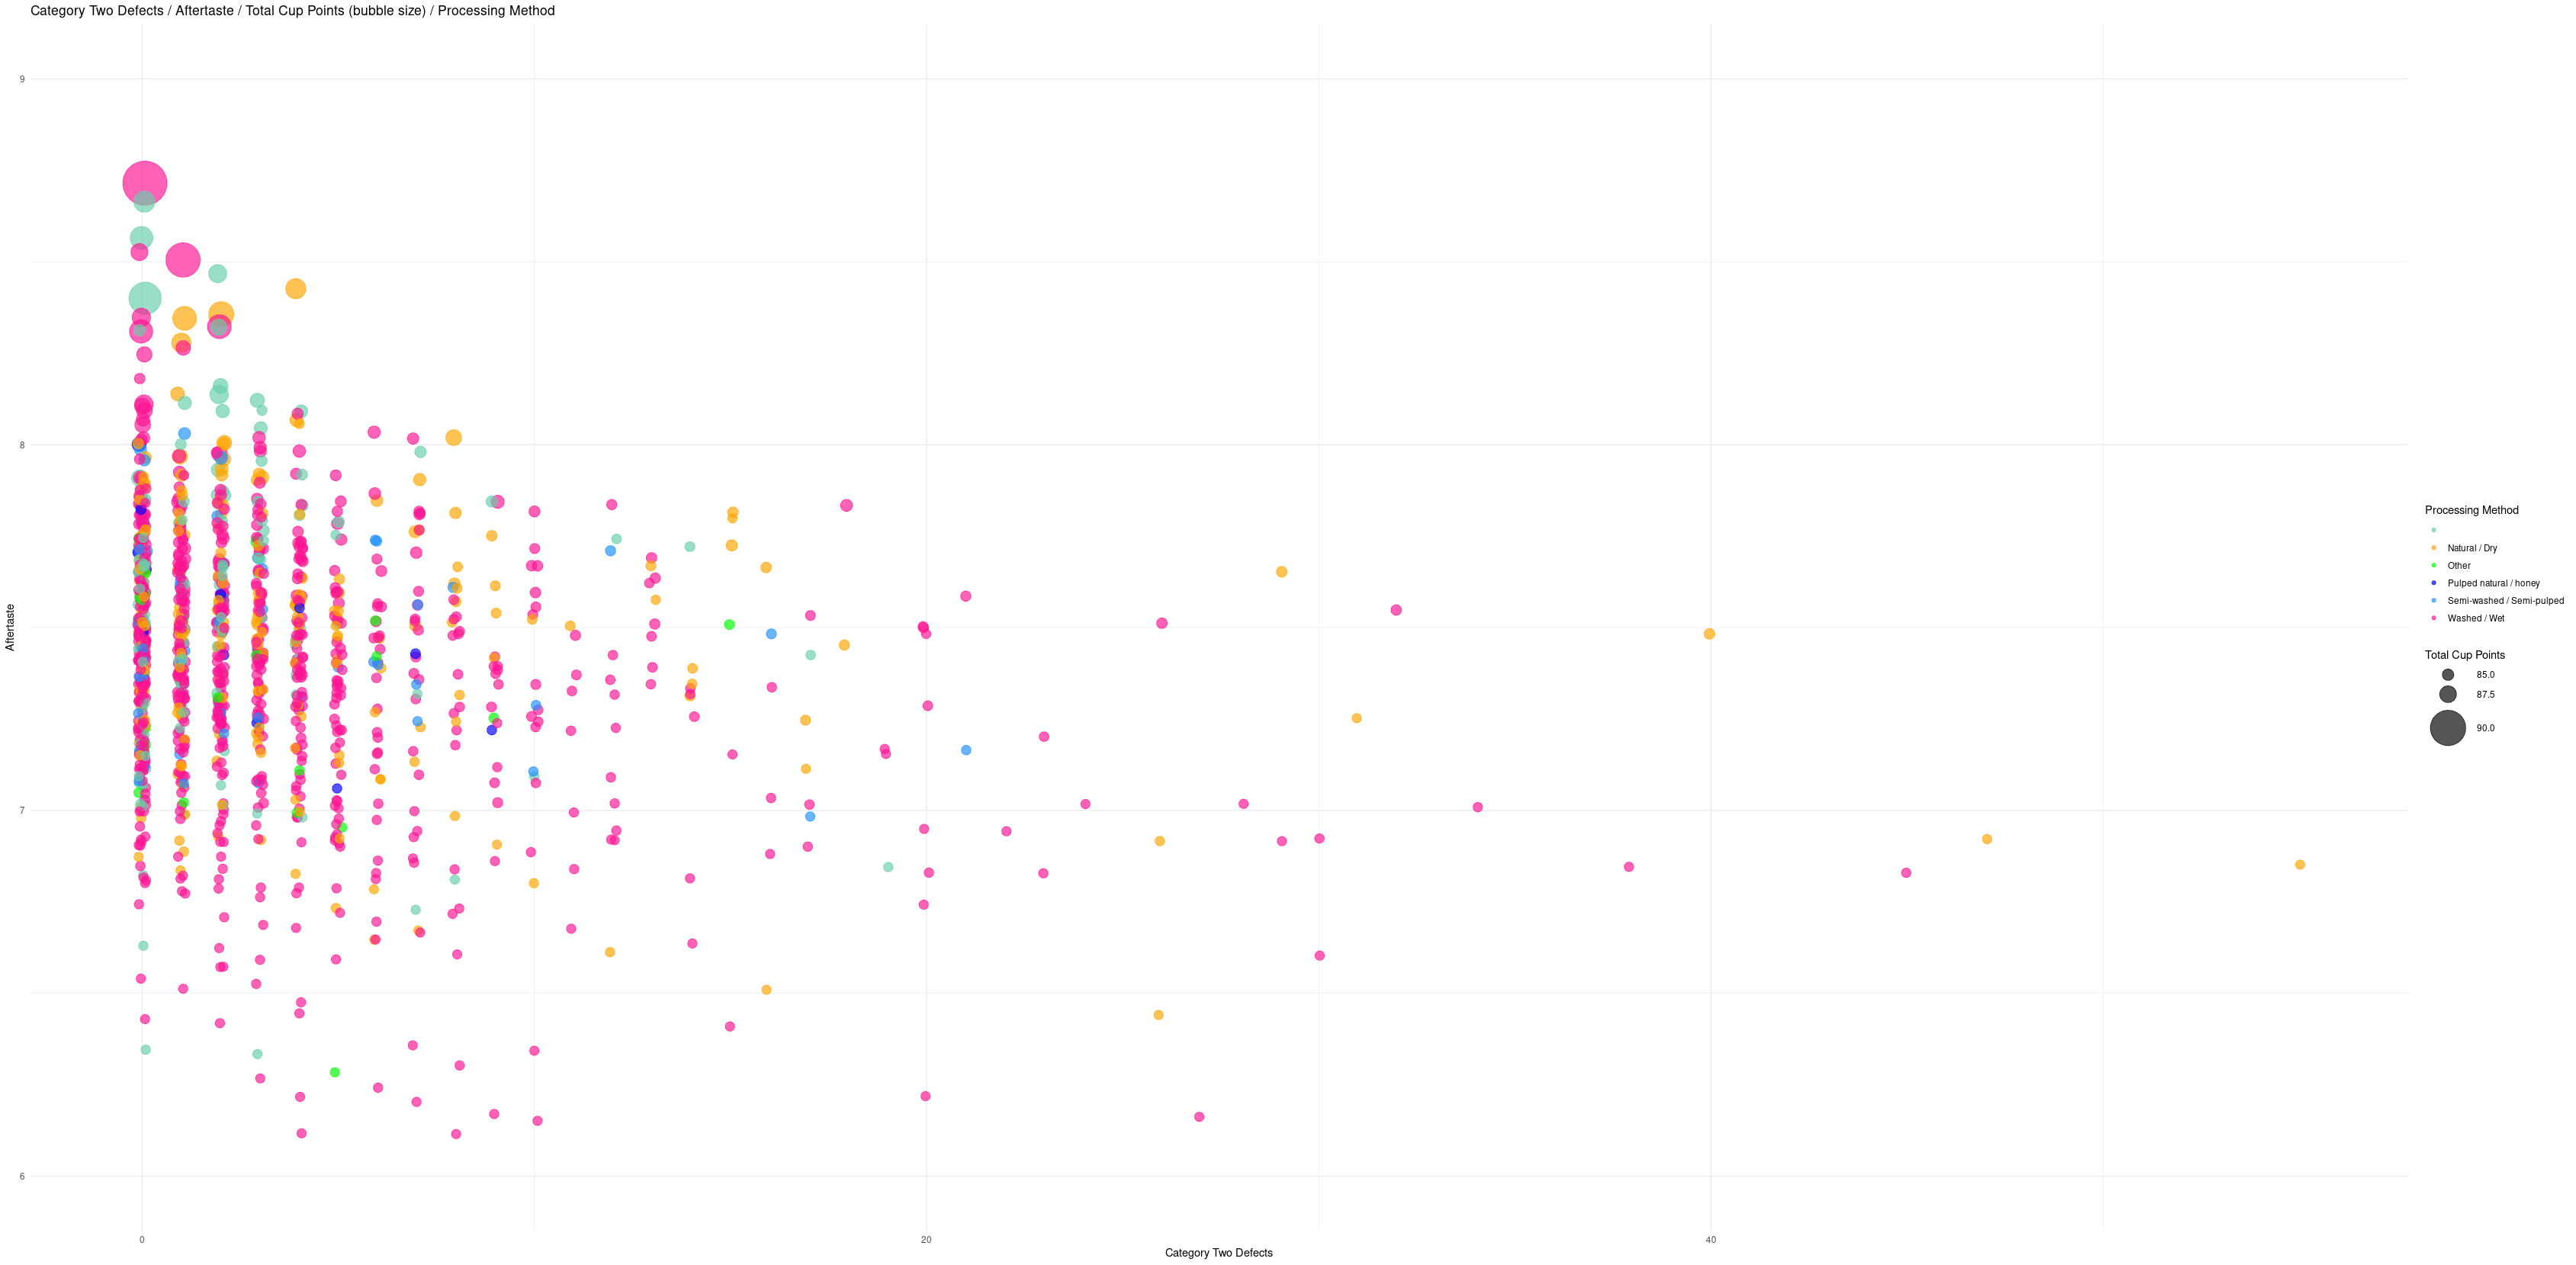 Category Two Defects / Aftertaste / Total Cup Points (bubble size) / Processing Method
9
8
7
6
Aftertaste
0
20
40
Category Two Defects
Processing Method
Natural / Dry
Other
Pulped natural / honey
Semi-washed / Semi-pulped
Washed / Wet
Total Cup Points
85.0
87.5
90.0